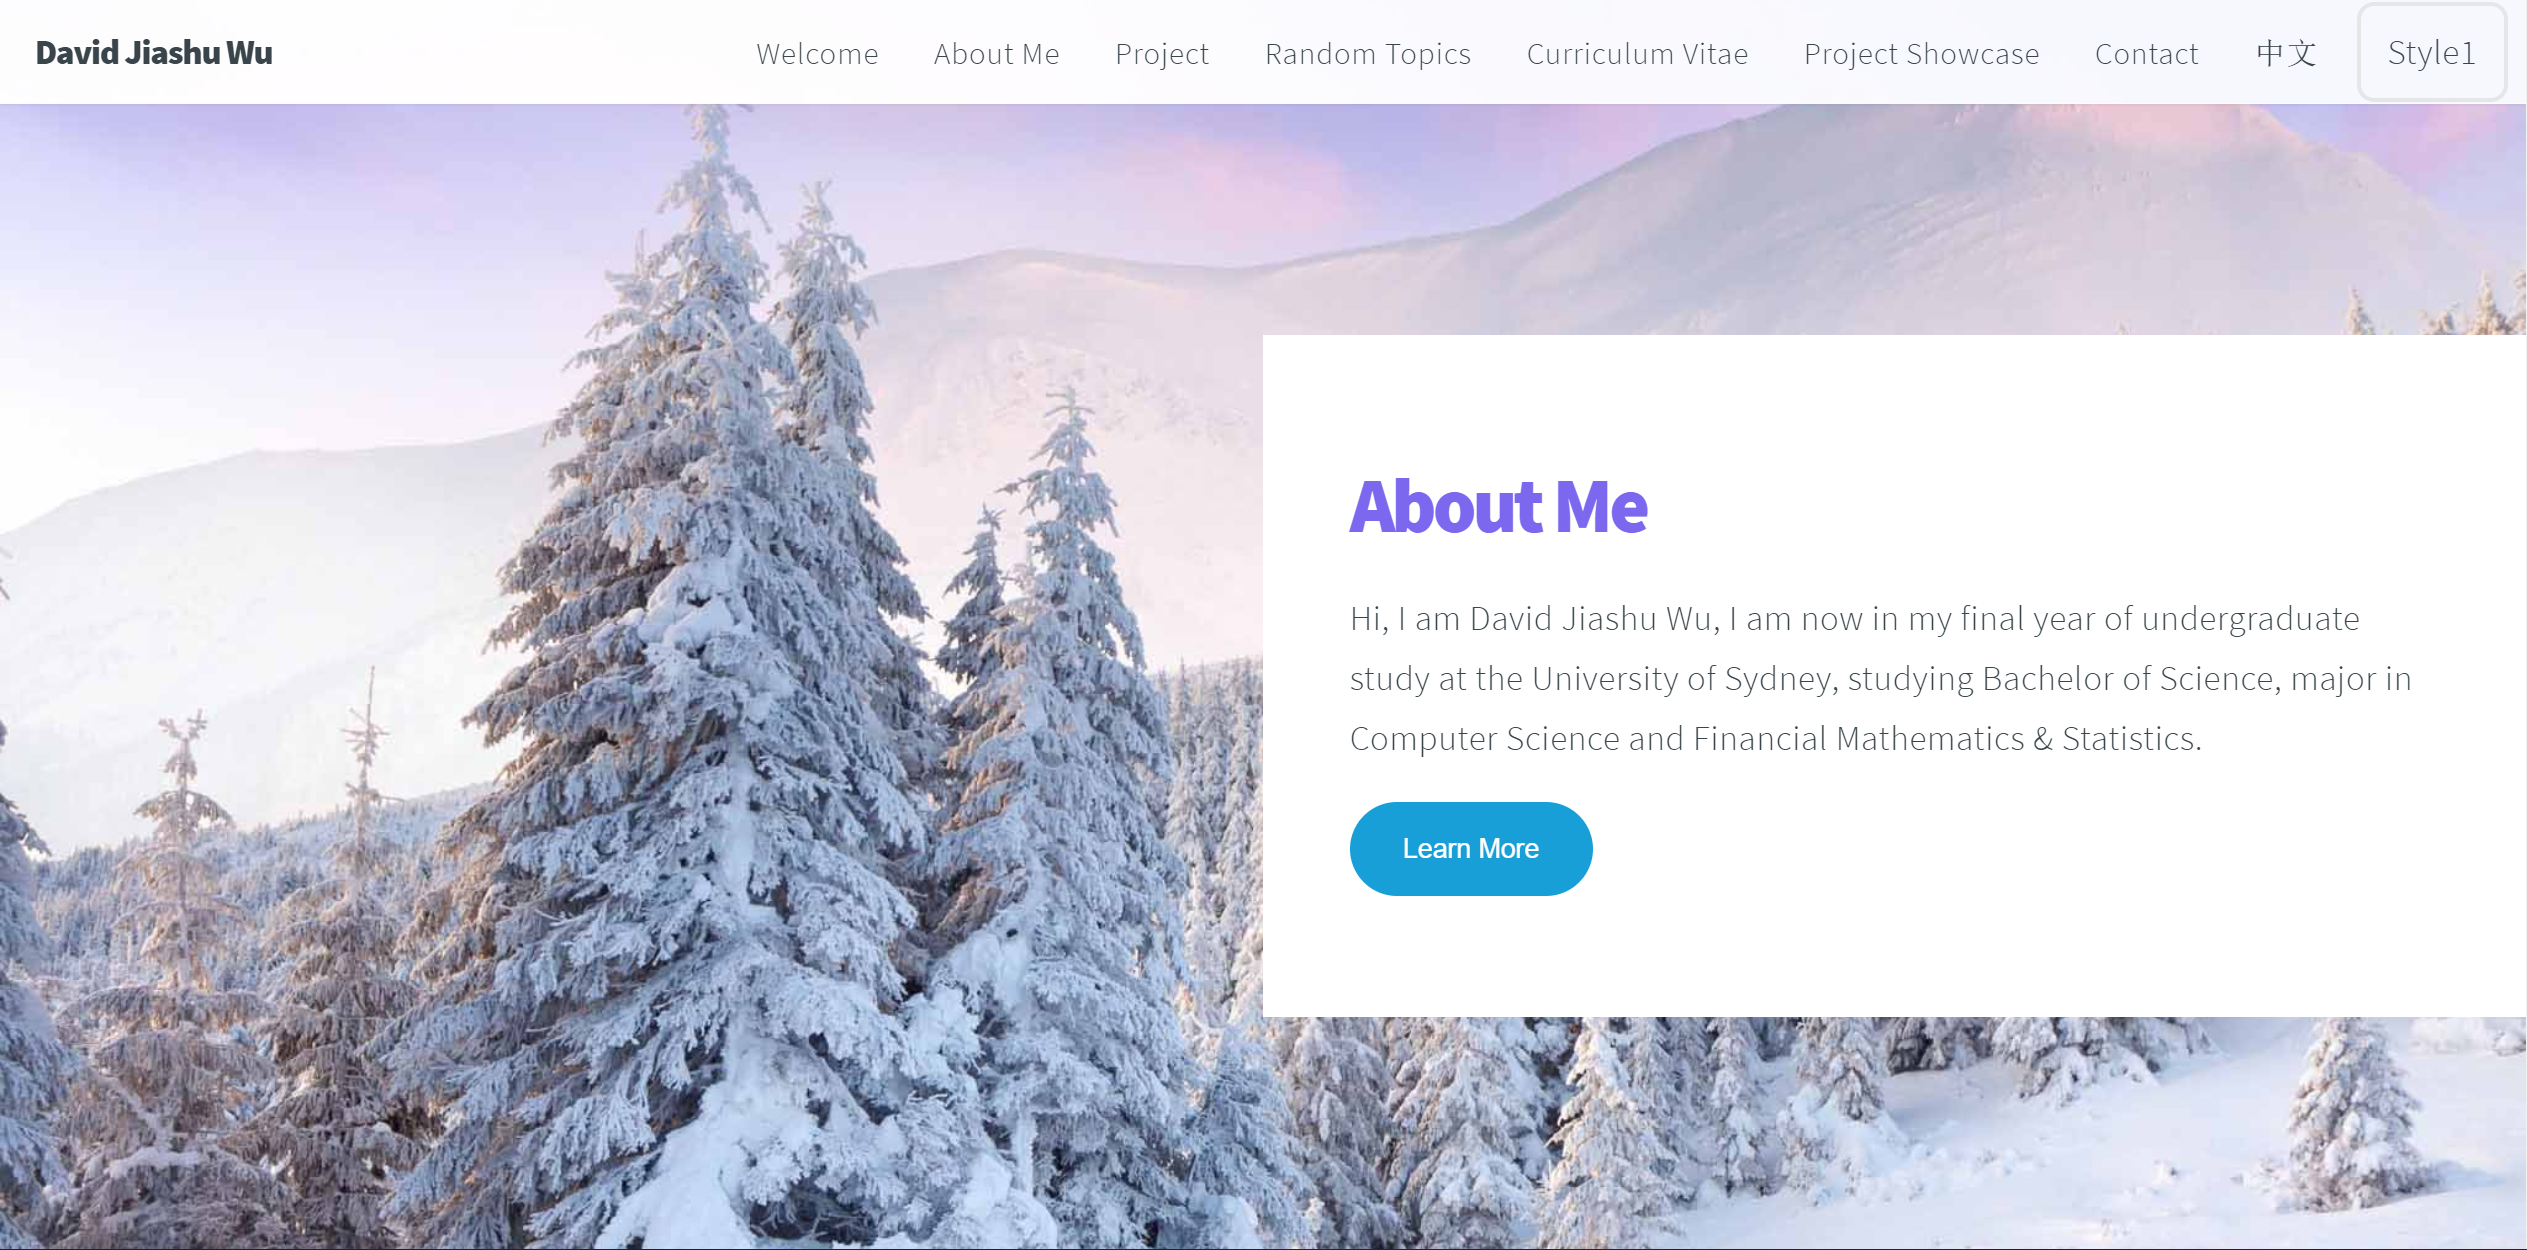 David Jiashu Wu
Welcome About Me Project Random Topics Curriculum Vitae Project Showcase Contact 中文 Style1
About Me
Hi, I am David Jiashu Wu, I am now in my final year of undergraduate
study at the University of Sydney, studying Bachelor of Science, major in
Computer Science and Financial Mathematics & Statistics.
Learn More